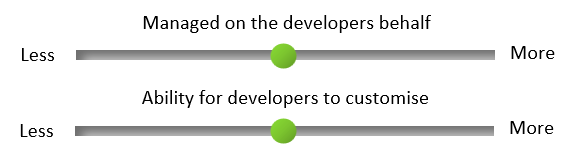 Managed on the developers behalf
Less
More
Ability for developers to customise
Less
More